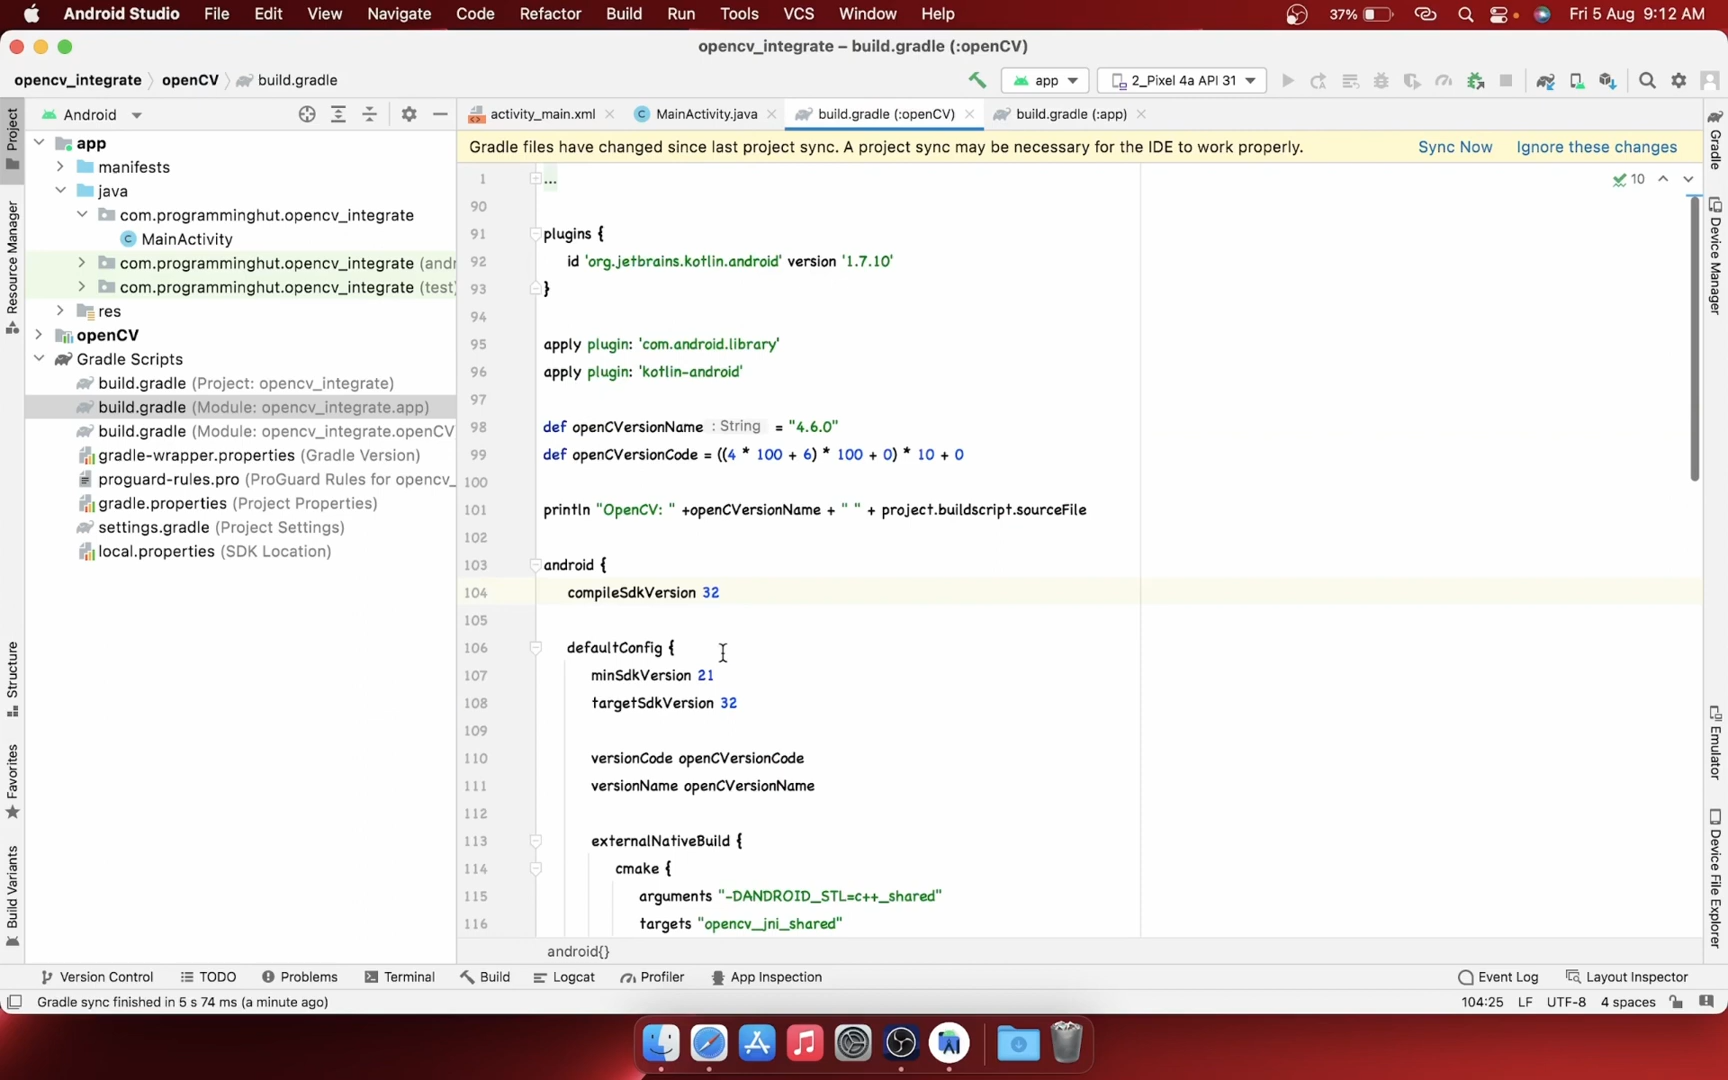 Android Studio File Edit View Navigate Code Refactor Build Run Tools VCS Window Help 37% Fri 5 Aug 9:12 AM
opencv_integrate – build.gradle (:openCV)
opencv_integrate openCV build.gradle app 2_Pixel 4a API 31
Android activity_main.xml MainActivity.java build.gradle (:openCV) build.gradle (:app)
Gradle files have changed since last project sync. A project sync may be necessary for the IDE to work properly. Sync Now Ignore these changes
Project
Resource Manager
Structure
Favorites
Build Variants
app
manifests
java
com.programminghut.opencv_integrate
MainActivity
com.programminghut.opencv_integrate (andr
com.programminghut.opencv_integrate (test)
res
openCV
Gradle Scripts
build.gradle (Project: opencv_integrate)
build.gradle (Module: opencv_integrate.app)
build.gradle (Module: opencv_integrate.openCV
gradle-wrapper.properties (Gradle Version)
proguard-rules.pro (ProGuard Rules for opencv_
gradle.properties (Project Properties)
settings.gradle (Project Settings)
local.properties (SDK Location)
10
1 ...
90
91 plugins {
92 id 'org.jetbrains.kotlin.android' version '1.7.10'
93 }
94
95 apply plugin: 'com.android.library'
96 apply plugin: 'kotlin-android'
97
98 def openCVersionName : String = "4.6.0"
99 def openCVersionCode = ((4 * 100 + 6) * 100 + 0) * 10 + 0
100
101 println "OpenCV: " +openCVersionName + " " + project.buildscript.sourceFile
102
103 android {
104 compileSdkVersion 32
105
106 defaultConfig {
107 minSdkVersion 21
108 targetSdkVersion 32
109
110 versionCode openCVersionCode
111 versionName openCVersionName
112
113 externalNativeBuild {
114 cmake {
115 arguments "-DANDROID_STL=c++_shared"
116 targets "opencv_jni_shared"
android{}
Gradle
Device Manager
Emulator
Device File Explorer
Version Control TODO Problems Terminal Build Logcat Profiler App Inspection Event Log Layout Inspector
Gradle sync finished in 5 s 74 ms (a minute ago) 104:25 LF UTF-8 4 spaces